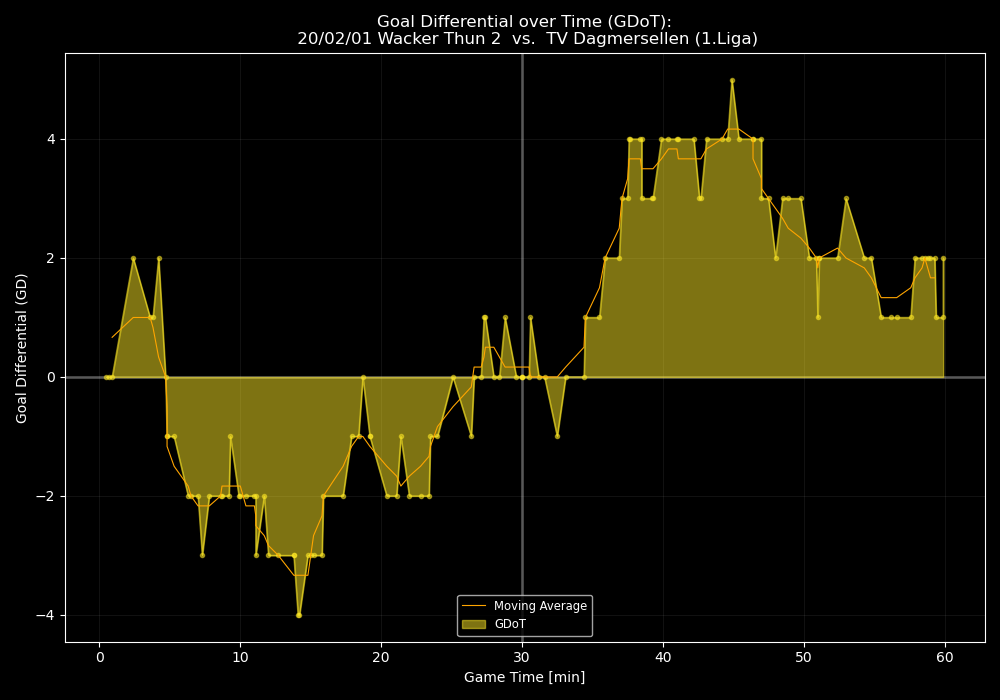 Goal Differential over Time (GDoT):
20/02/01 Wacker Thun 2  vs.  TV Dagmersellen (1.Liga)
Goal Differential (GD)
4
2
0
−2
−4
0 10 20 30 40 50 60
Game Time [min]
Moving Average
GDoT